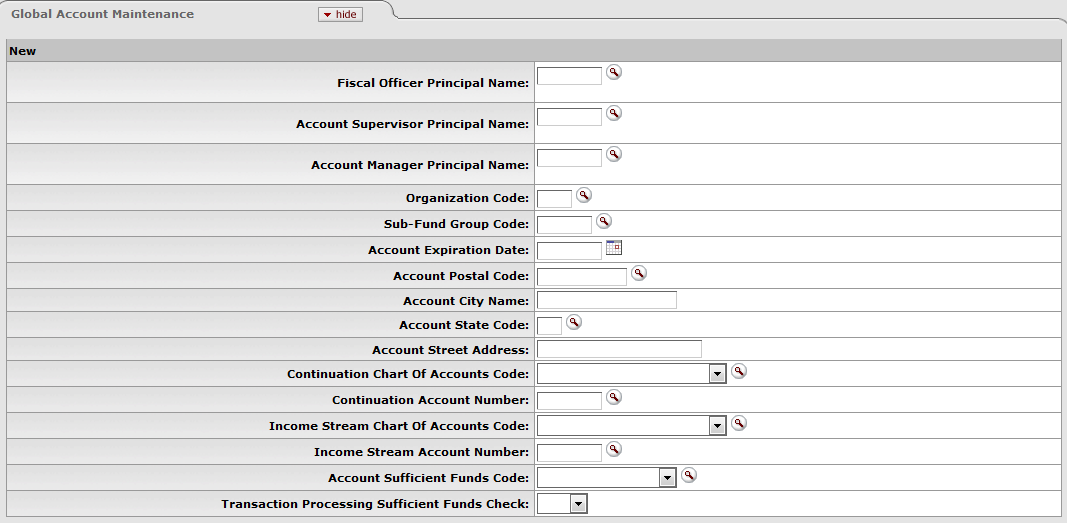 Global Account Maintenance hide
New
Fiscal Officer Principal Name:
Account Supervisor Principal Name:
Account Manager Principal Name:
Organization Code:
Sub-Fund Group Code:
Account Expiration Date:
Account Postal Code:
Account City Name:
Account State Code:
Account Street Address:
Continuation Chart Of Accounts Code:
Continuation Account Number:
Income Stream Chart Of Accounts Code:
Income Stream Account Number:
Account Sufficient Funds Code:
Transaction Processing Sufficient Funds Check: